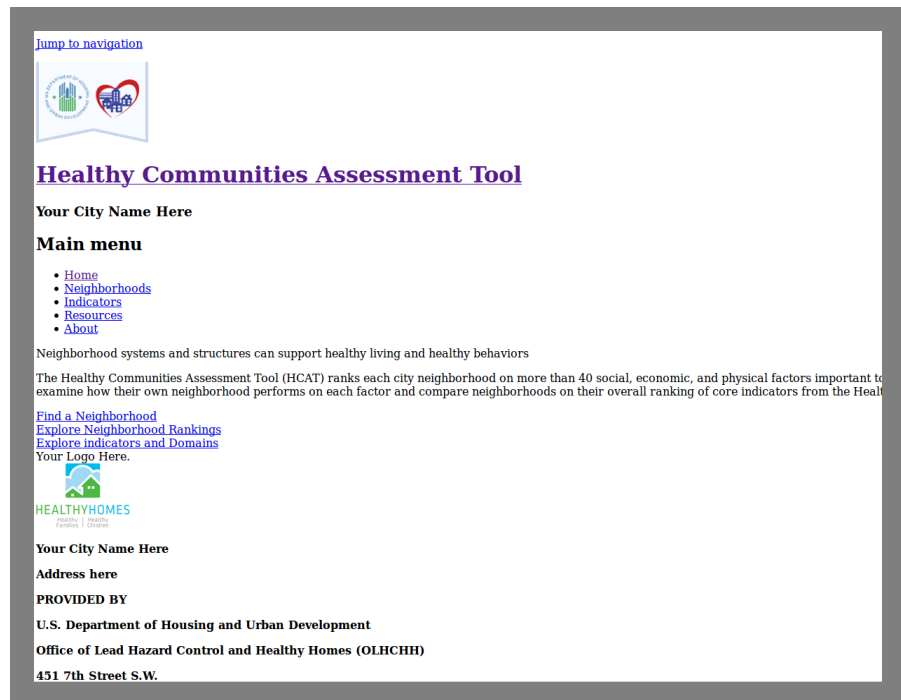 Jump to navigation
Healthy Communities Assessment Tool
Your City Name Here
Main menu
Home
Neighborhoods
Indicators
Resources
About
Neighborhood systems and structures can support healthy living and healthy behaviors
The Healthy Communities Assessment Tool (HCAT) ranks each city neighborhood on more than 40 social, economic, and physical factors important to
examine how their own neighborhood performs on each factor and compare neighborhoods on their overall ranking of core indicators from the
Find a Neighborhood
Explore Neighborhood Rankings
Explore indicators and Domains
Your Logo Here.
HEALTHYHOMES
Healthy | Healthy
Families | Children
Your City Name Here
Address here
PROVIDED BY
U.S. Department of Housing and Urban Development
Office of Lead Hazard Control and Healthy Homes (OLHCHH)
451 7th Street S.W.